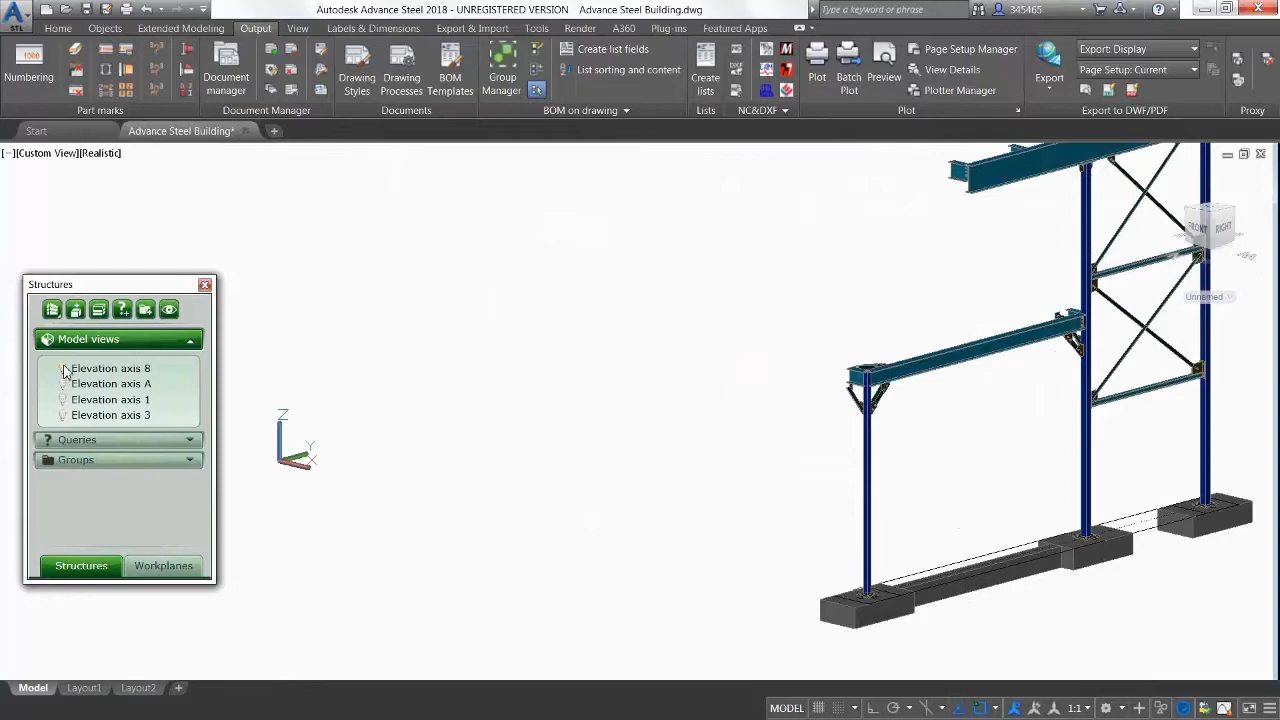 Autodesk Advance Steel 2018 - UNREGISTERED VERSION Advance Steel Building.dwg
Type a keyword or phrase
345465
STL
Home Objects Extended Modeling Output View Labels & Dimensions Export & Import Tools Render A360 Plug-ins Featured Apps
Numbering
Document manager
Drawing Styles
Drawing Processes
BOM Templates
Group Manager
Create list fields
List sorting and content
Create lists
DXF
Plot
Batch Plot
Preview
Page Setup Manager
View Details
Plotter Manager
Export
Export: Display
Page Setup: Current
Part marks
Document Manager
Documents
BOM on drawing
Lists
NC&DXF
Plot
Export to DWF/PDF
Proxy
Start
Advance Steel Building*
[−][Custom View][Realistic]
FRONT RIGHT
Unnamed
Structures
Model views
Elevation axis 8
Elevation axis A
Elevation axis 1
Elevation axis 3
Queries
Groups
Structures Workplanes
Z
Y
X
Model Layout1 Layout2
MODEL
1:1